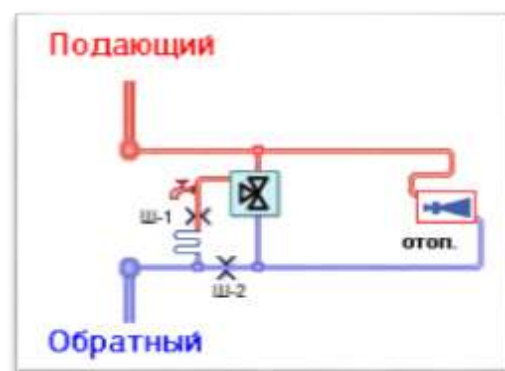 Подающий
Ш-1
отоп.
Ш-2
Обратный